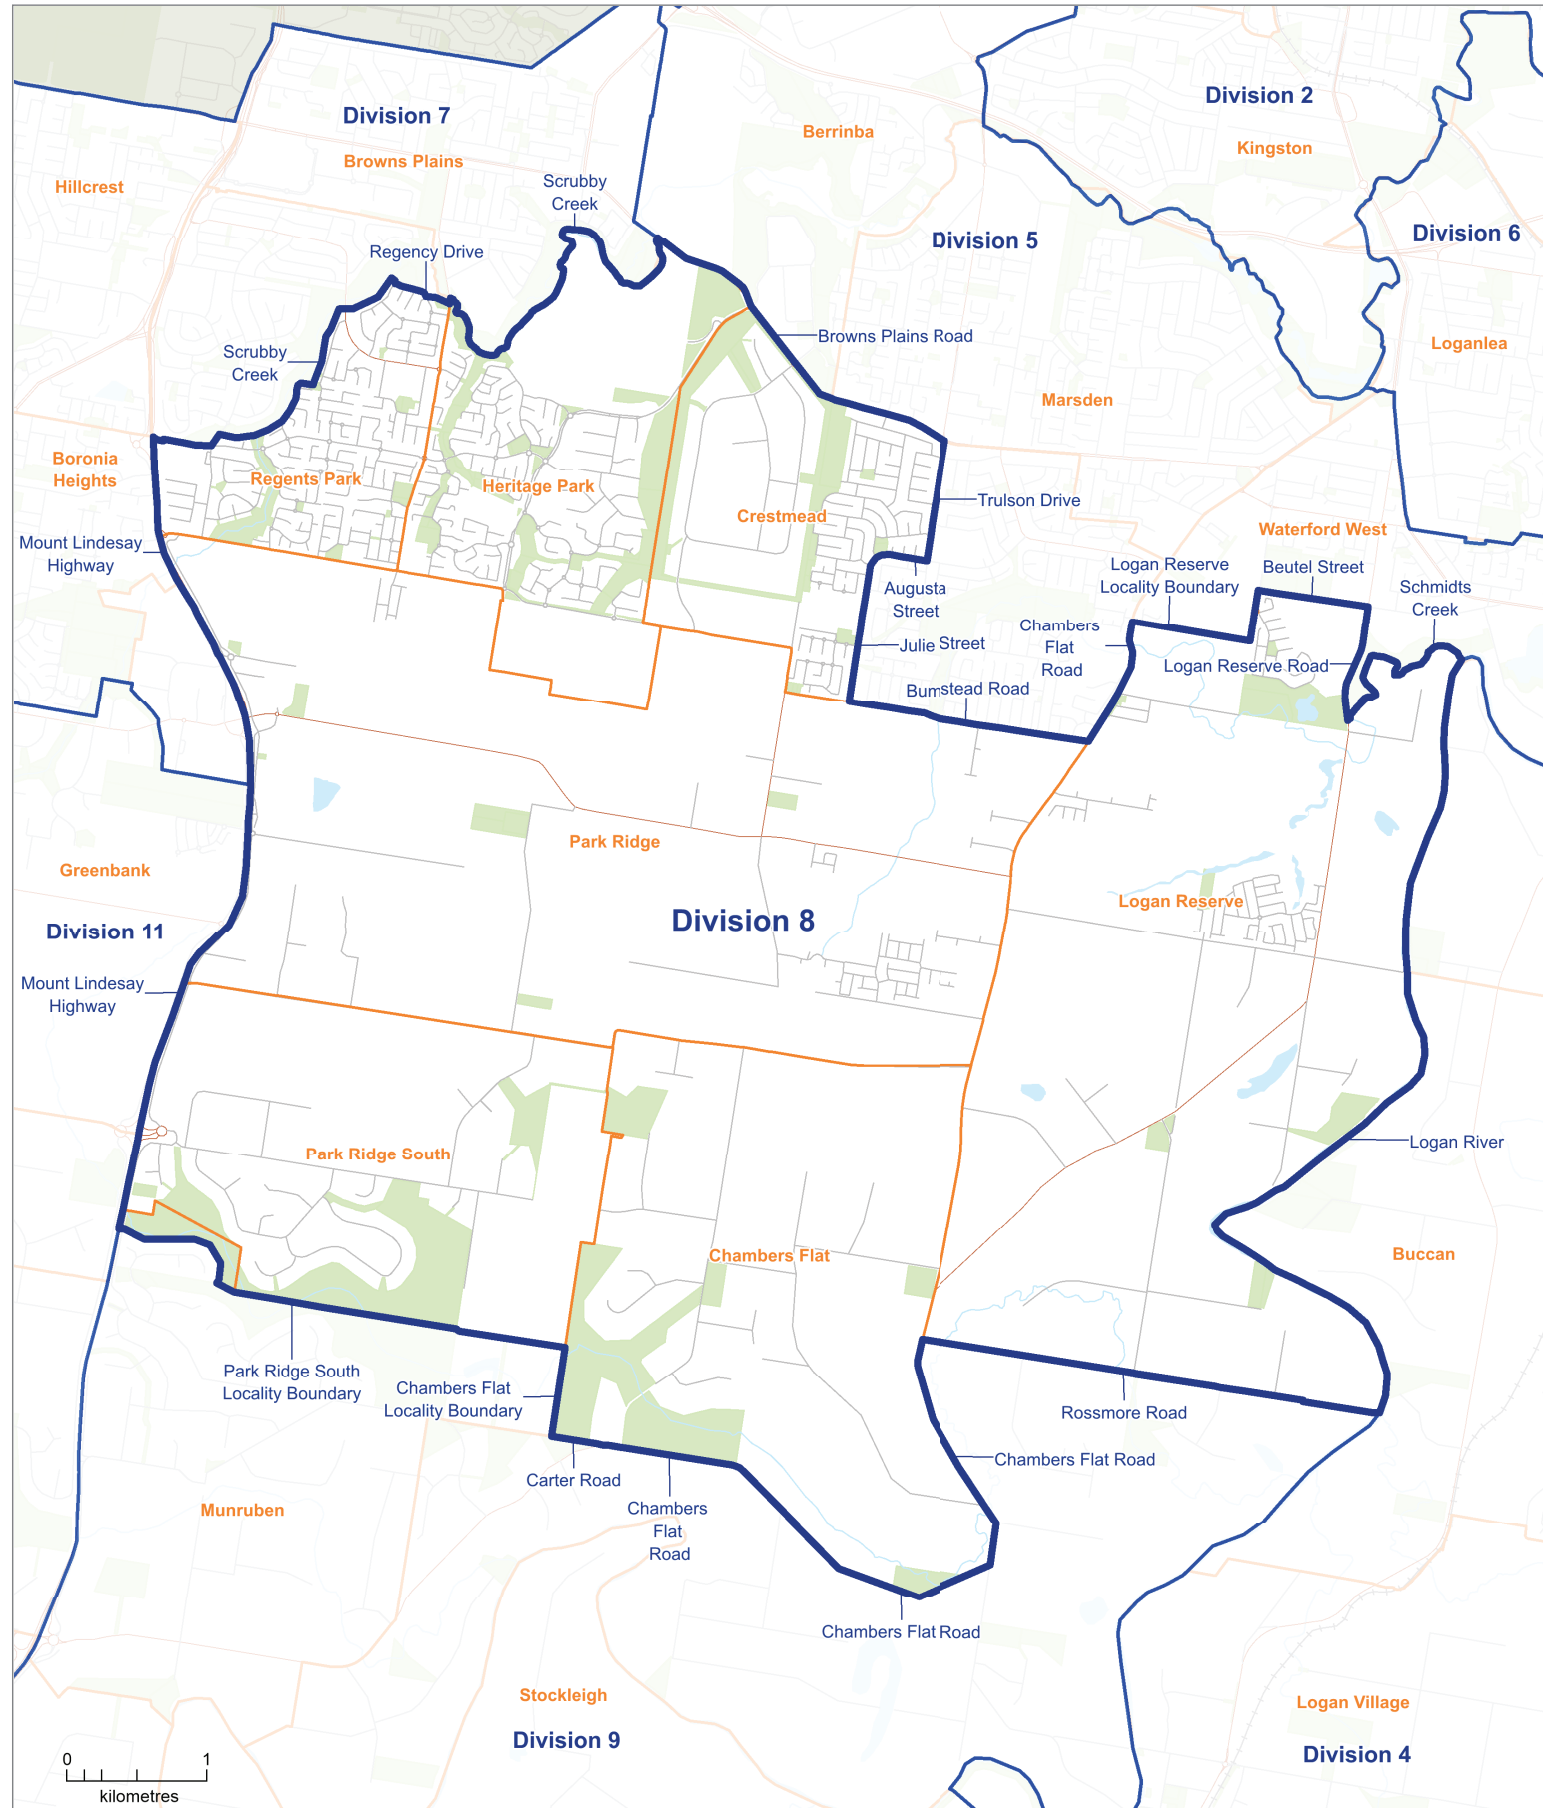 Division 7
Browns Plains
Hillcrest
Division 2
Kingston
Berrinba
Scrubby
Creek
Division 5
Division 6
Regency Drive
Browns Plains Road
Loganlea
Scrubby
Creek
Marsden
Boronia
Heights
Regents Park
Heritage Park
Crestmead
Trulson Drive
Waterford West
Mount Lindesay
Highway
Logan Reserve
Locality Boundary
Beutel Street
Schmidts
Creek
Augusta
Street
Chambers
Flat
Road
Julie Street
Logan Reserve Road
Bumstead Road
Park Ridge
Greenbank
Division 8
Logan Reserve
Division 11
Mount Lindesay
Highway
Park Ridge South
Logan River
Chambers Flat
Buccan
Park Ridge South
Locality Boundary
Chambers Flat
Locality Boundary
Rossmore Road
Chambers Flat Road
Carter Road
Chambers
Flat
Road
Munruben
Chambers Flat Road
Stockleigh
Division 9
Logan Village
Division 4
0 1
kilometres